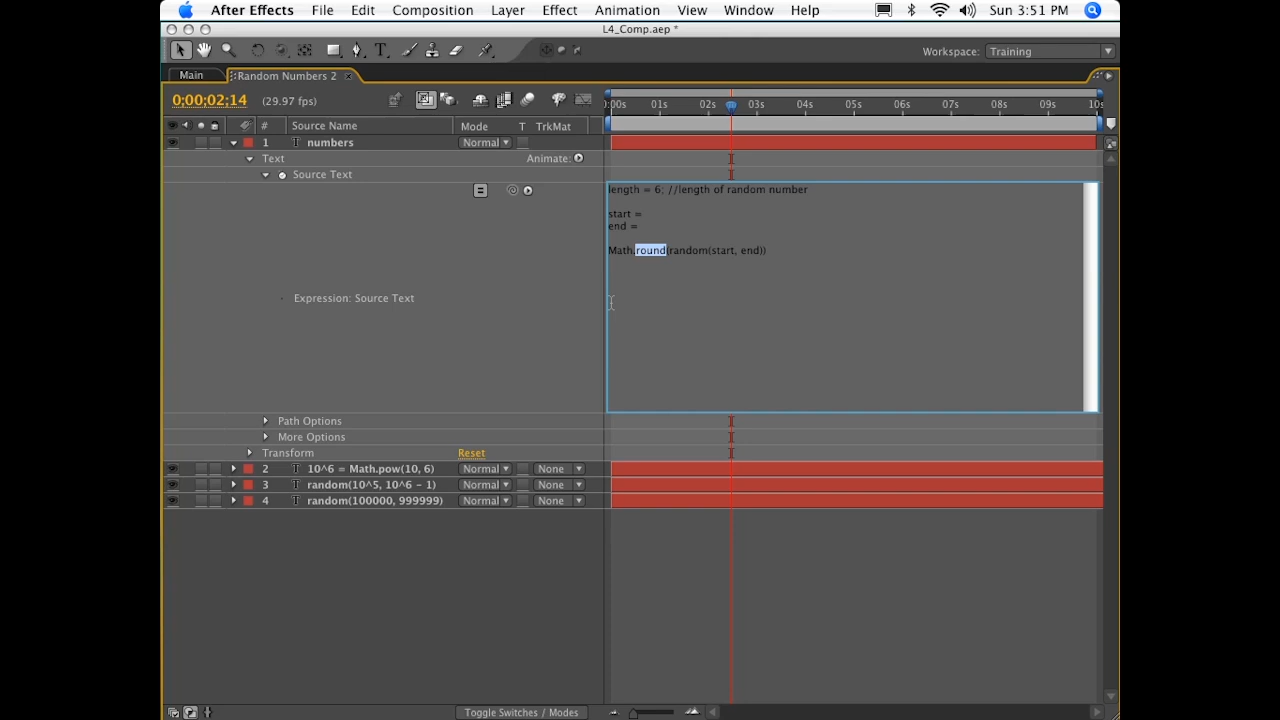 After Effects File Edit Composition Layer Effect Animation View Window Help Sun 3:51 PM
L4_Comp.aep *
T Workspace: Training
Main Random Numbers 2 ×
0;00;02;14 (29.97 fps) 0:00s 01s 02s 03s 04s 05s 06s 07s 08s 09s 10s
# Source Name Mode T TrkMat
1 T numbers Normal
Text Animate:
Source Text
length = 6; //length of random number
start =
end =
Math.round(random(start, end))
Expression: Source Text
Path Options
More Options
Transform Reset
2 T 10^6 = Math.pow(10, 6) Normal None
3 T random(10^5, 10^6 - 1) Normal None
4 T random(100000, 999999) Normal None
Toggle Switches / Modes